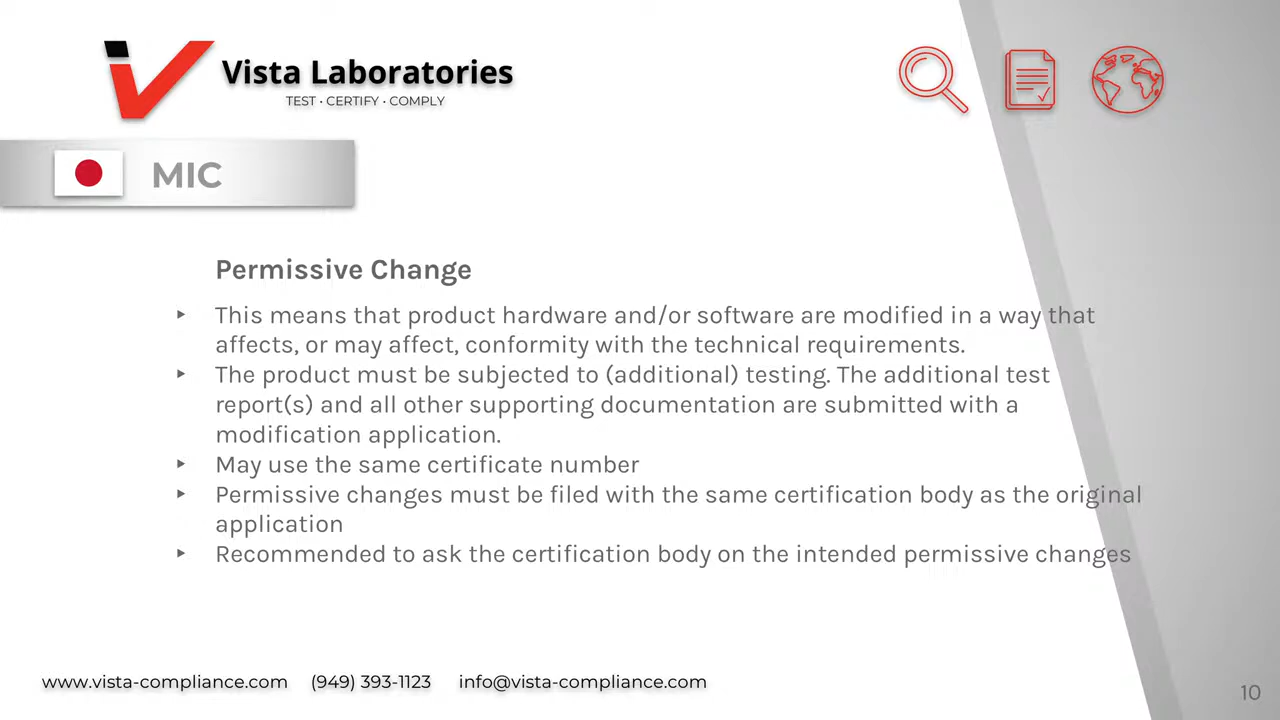 Vista Laboratories
TEST · CERTIFY · COMPLY
MIC
Permissive Change
‣ This means that product hardware and/or software are modified in a way that
affects, or may affect, conformity with the technical requirements.
‣ The product must be subjected to (additional) testing. The additional test
report(s) and all other supporting documentation are submitted with a
modification application.
‣ May use the same certificate number
‣ Permissive changes must be filed with the same certification body as the original
application
‣ Recommended to ask the certification body on the intended permissive changes
www.vista-compliance.com (949) 393-1123 info@vista-compliance.com
10